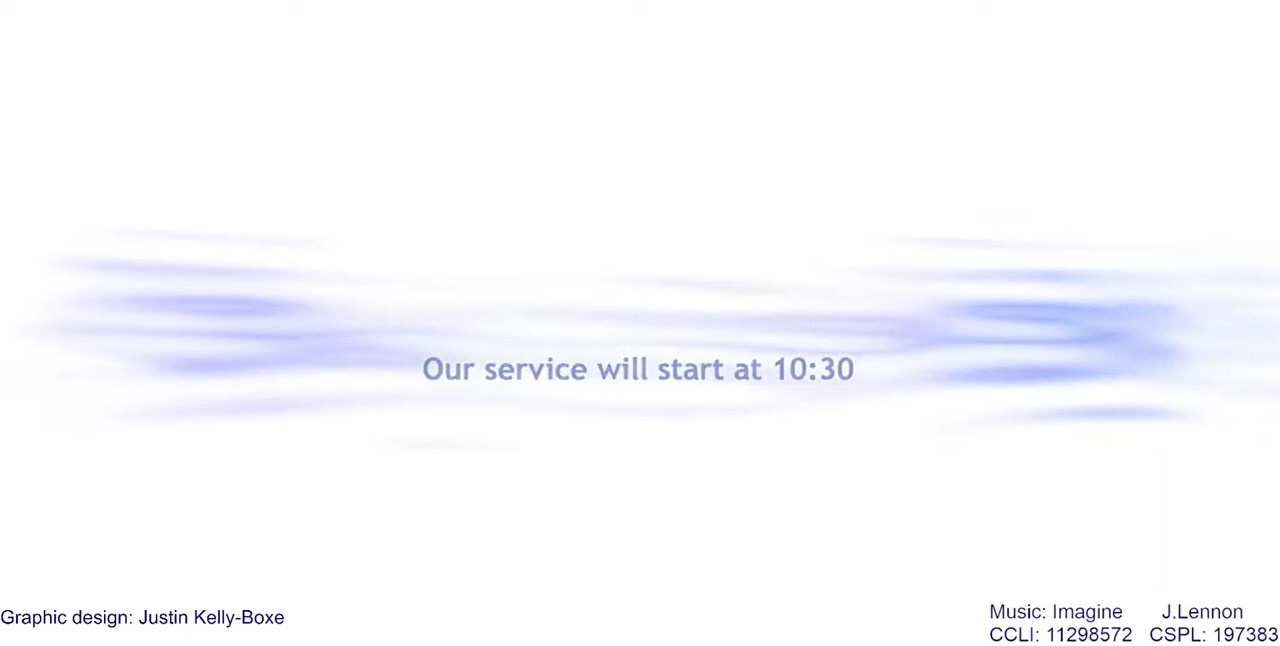 Our service will start at 10:30
Graphic design: Justin Kelly-Boxe
Music: Imagine J.Lennon
CCLI: 11298572 CSPL: 197383